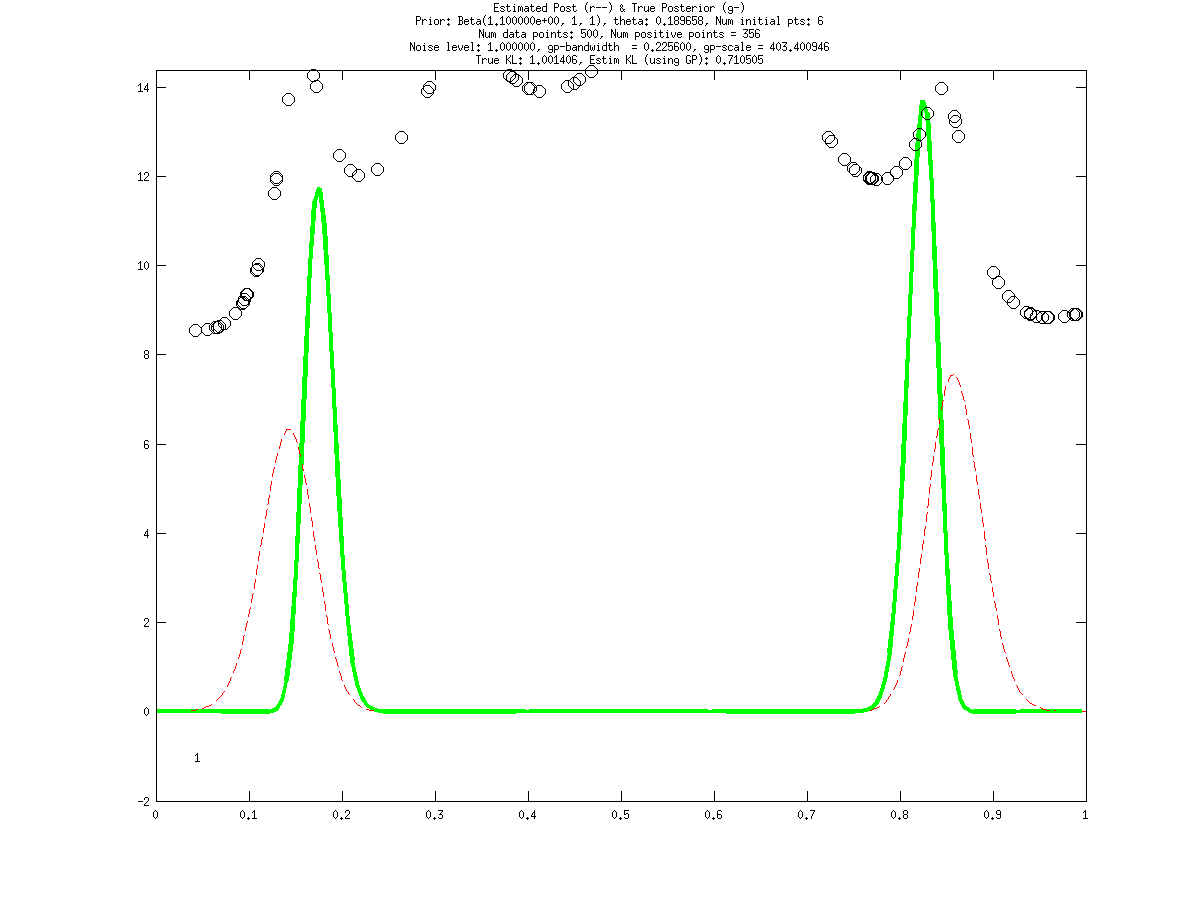 Estimated Post (r--) & True Posterior (g-)
Prior: Beta(1.100000e+00, 1, 1), theta: 0.189658, Num initial pts: 6
Num data points: 500, Num positive points = 356
Noise level: 1.000000, gp-bandwidth  = 0.225600, gp-scale = 403.400946
True KL: 1.001406, Estim KL (using GP): 0.710505
14
12
10
8
6
4
2
0
1
-2
0 0.1 0.2 0.3 0.4 0.5 0.6 0.7 0.8 0.9 1